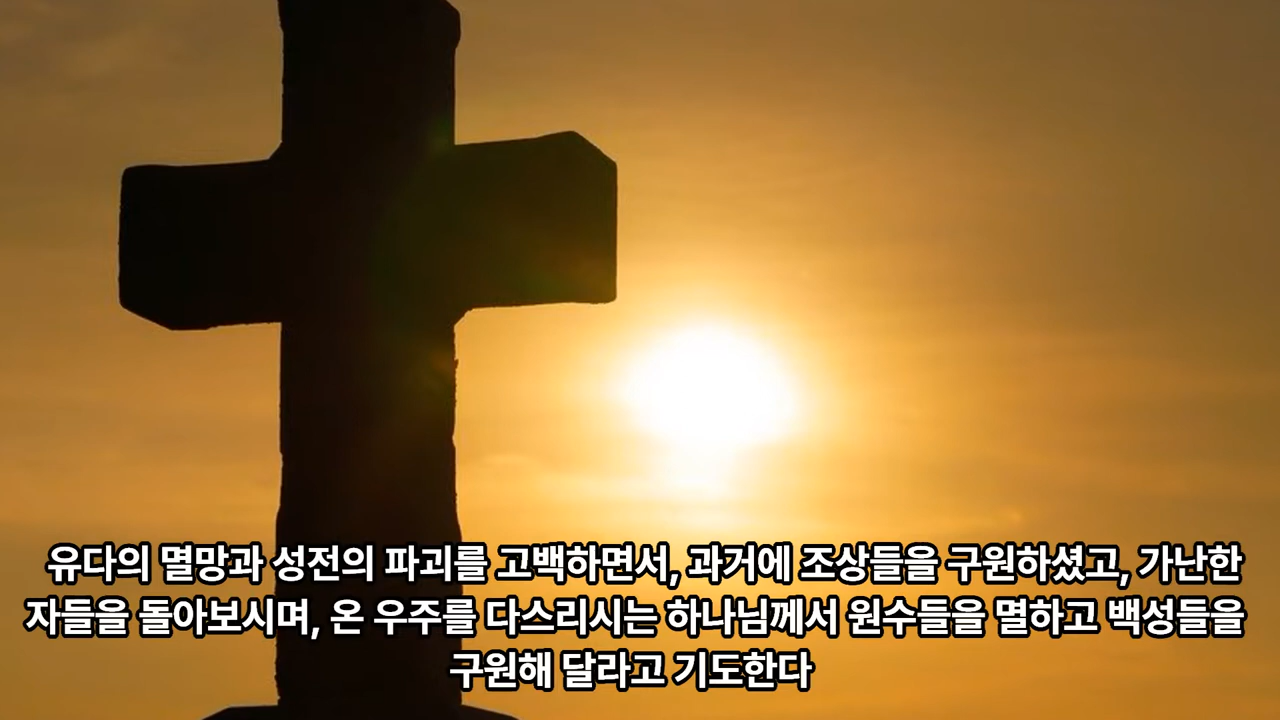 유다의 멸망과 성전의 파괴를 고백하면서, 과거에 조상들을 구원하셨고, 가난한
자들을 돌아보시며, 온 우주를 다스리시는 하나님께서 원수들을 멸하고 백성들을
구원해 달라고 기도한다